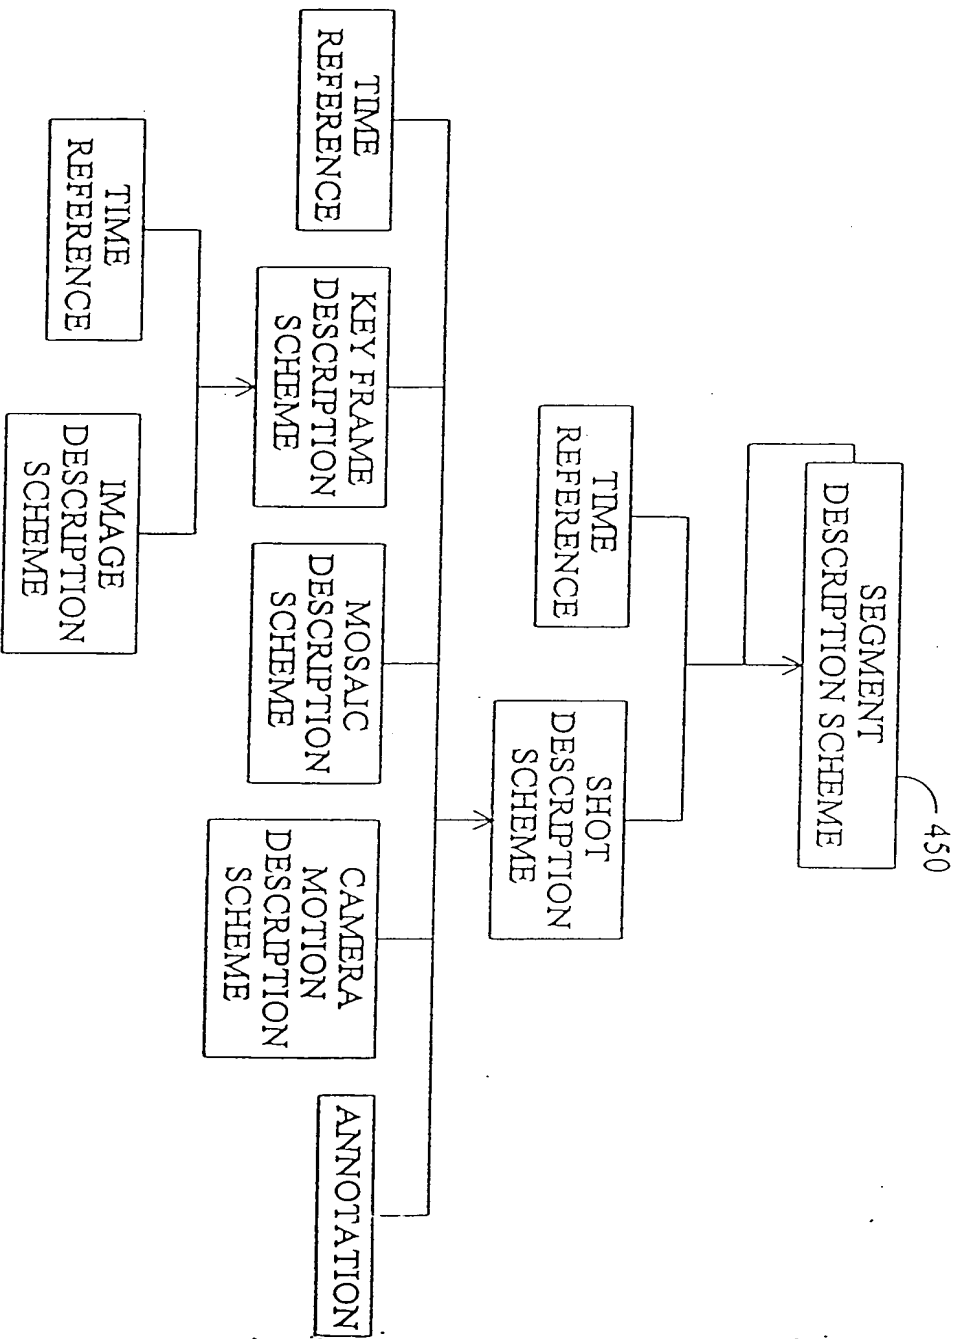 450
SEGMENT
DESCRIPTION SCHEME
TIME
REFERENCE
SHOT
DESCRIPTION
SCHEME
TIME
REFERENCE
KEY FRAME
DESCRIPTION
SCHEME
MOSAIC
DESCRIPTION
SCHEME
CAMERA
MOTION
DESCRIPTION
SCHEME
ANNOTATION
TIME
REFERENCE
IMAGE
DESCRIPTION
SCHEME